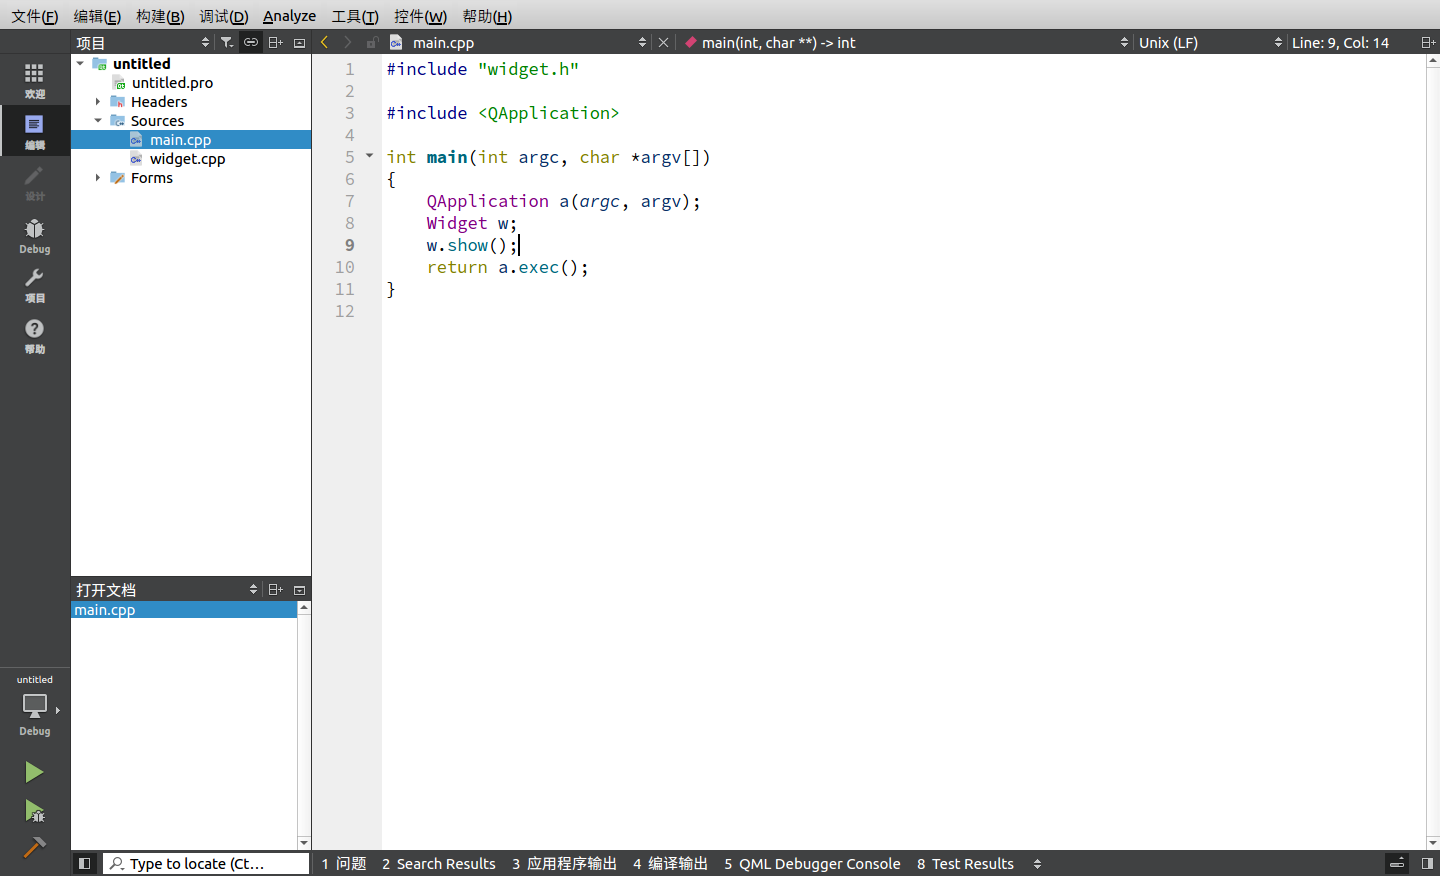 文件(F) 编辑(E) 构建(B) 调试(D) Analyze 工具(T) 控件(W) 帮助(H)
项目
main.cpp
main(int, char **) -> int
Unix (LF)
Line: 9, Col: 14
欢迎
编辑
设计
Debug
项目
帮助
untitled
untitled.pro
Headers
Sources
main.cpp
widget.cpp
Forms
1 #include "widget.h"
2
3 #include <QApplication>
4
5 int main(int argc, char *argv[])
6 {
7     QApplication a(argc, argv);
8     Widget w;
9     w.show();
10     return a.exec();
11 }
12
打开文档
main.cpp
untitled
Debug
Type to locate (Ct...
1 问题 2 Search Results 3 应用程序输出 4 编译输出 5 QML Debugger Console 8 Test Results